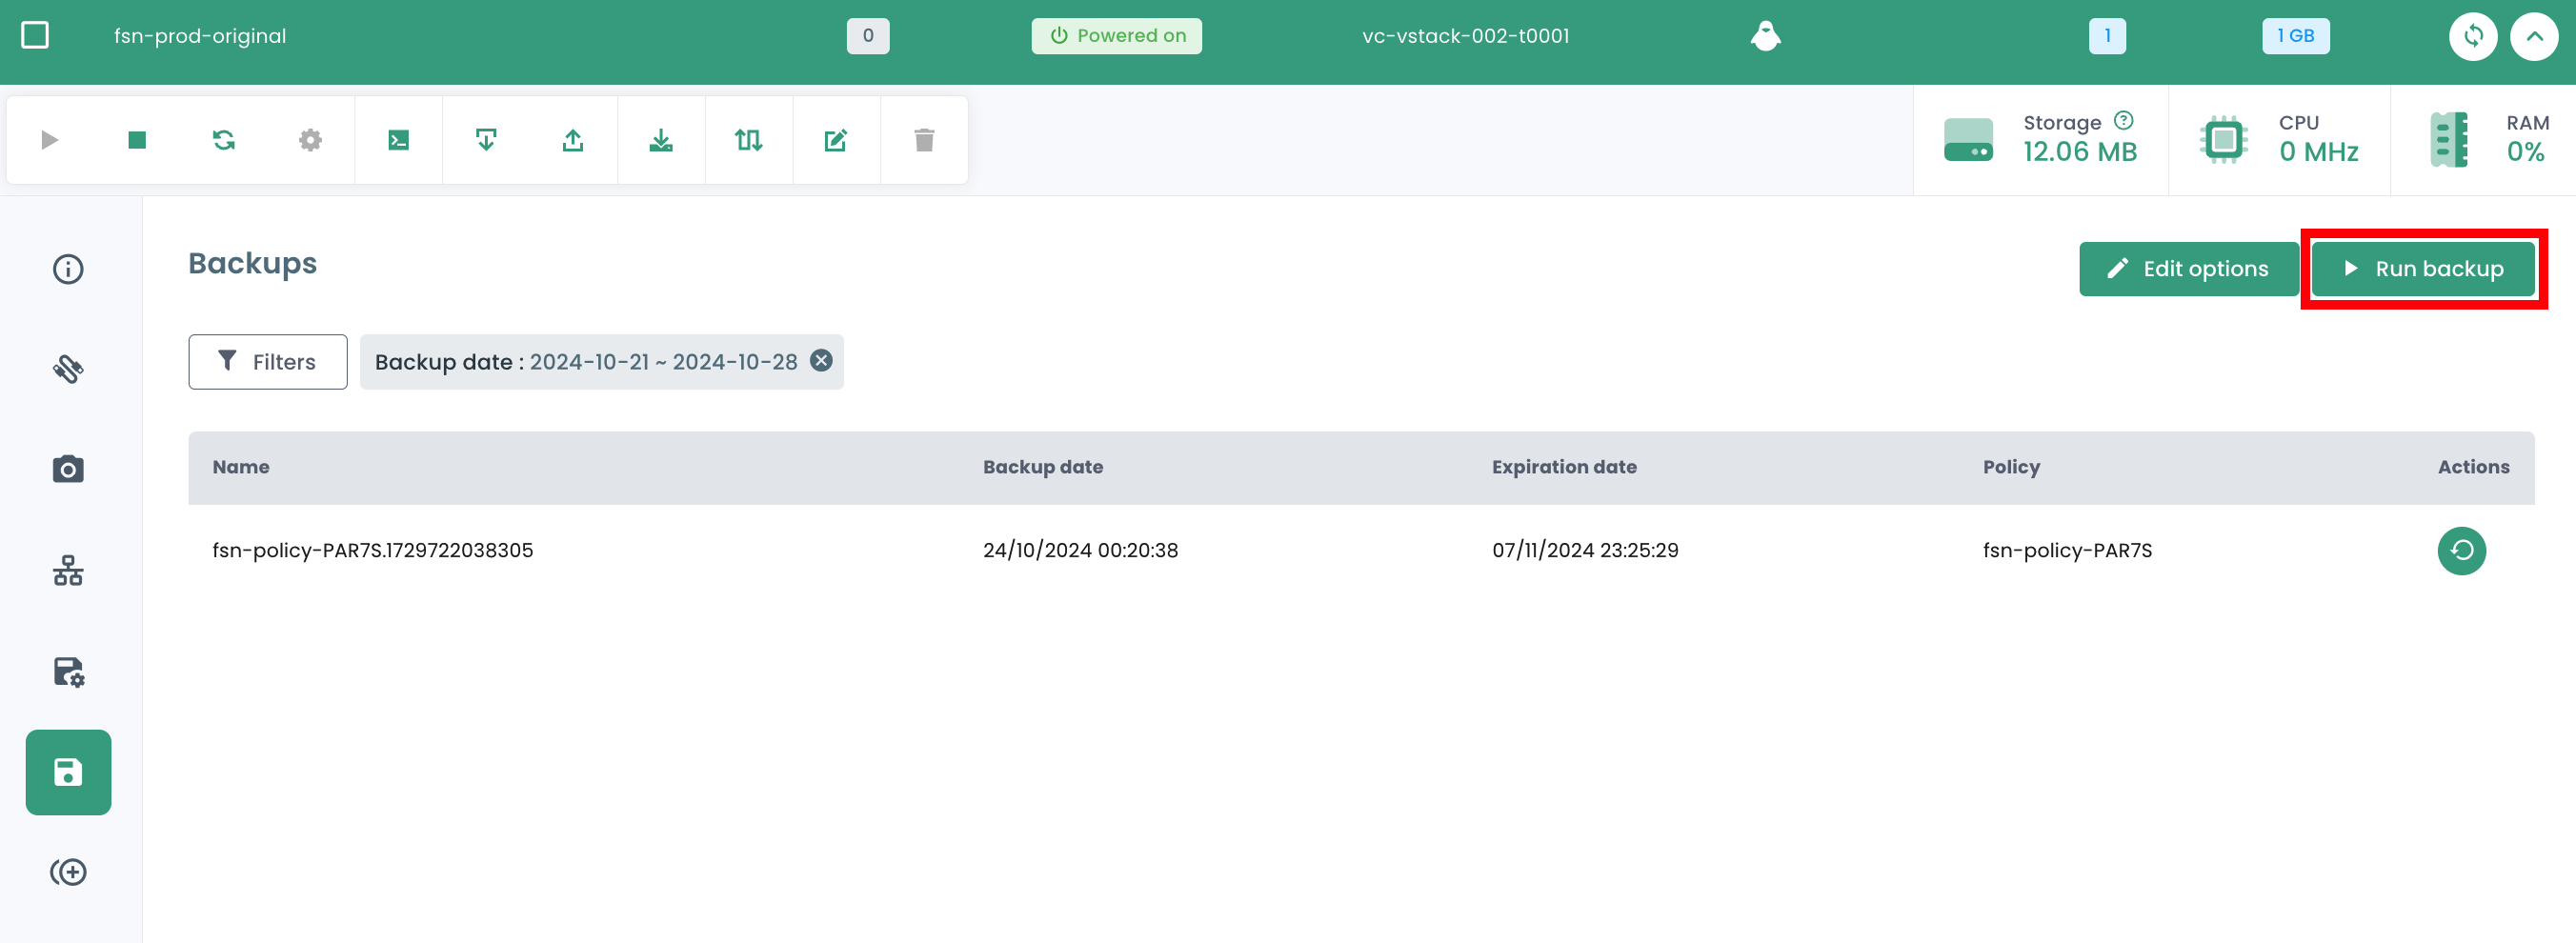 fsn-prod-original 0 Powered on vc-vstack-002-t0001 1 1 GB
Storage CPU RAM
12.06 MB 0 MHz 0%
Backups Edit options Run backup
Filters Backup date : 2024-10-21 ~ 2024-10-28
Name Backup date Expiration date Policy Actions
fsn-policy-PAR7S.1729722038305 24/10/2024 00:20:38 07/11/2024 23:25:29 fsn-policy-PAR7S